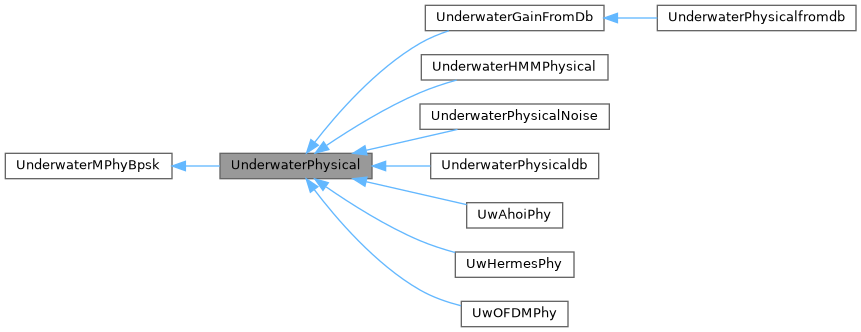 UnderwaterGainFromDb
UnderwaterPhysicalfromdb
UnderwaterHMMPhysical
UnderwaterPhysicalNoise
UnderwaterMPhyBpsk
UnderwaterPhysical
UnderwaterPhysicaldb
UwAhoiPhy
UwHermesPhy
UwOFDMPhy